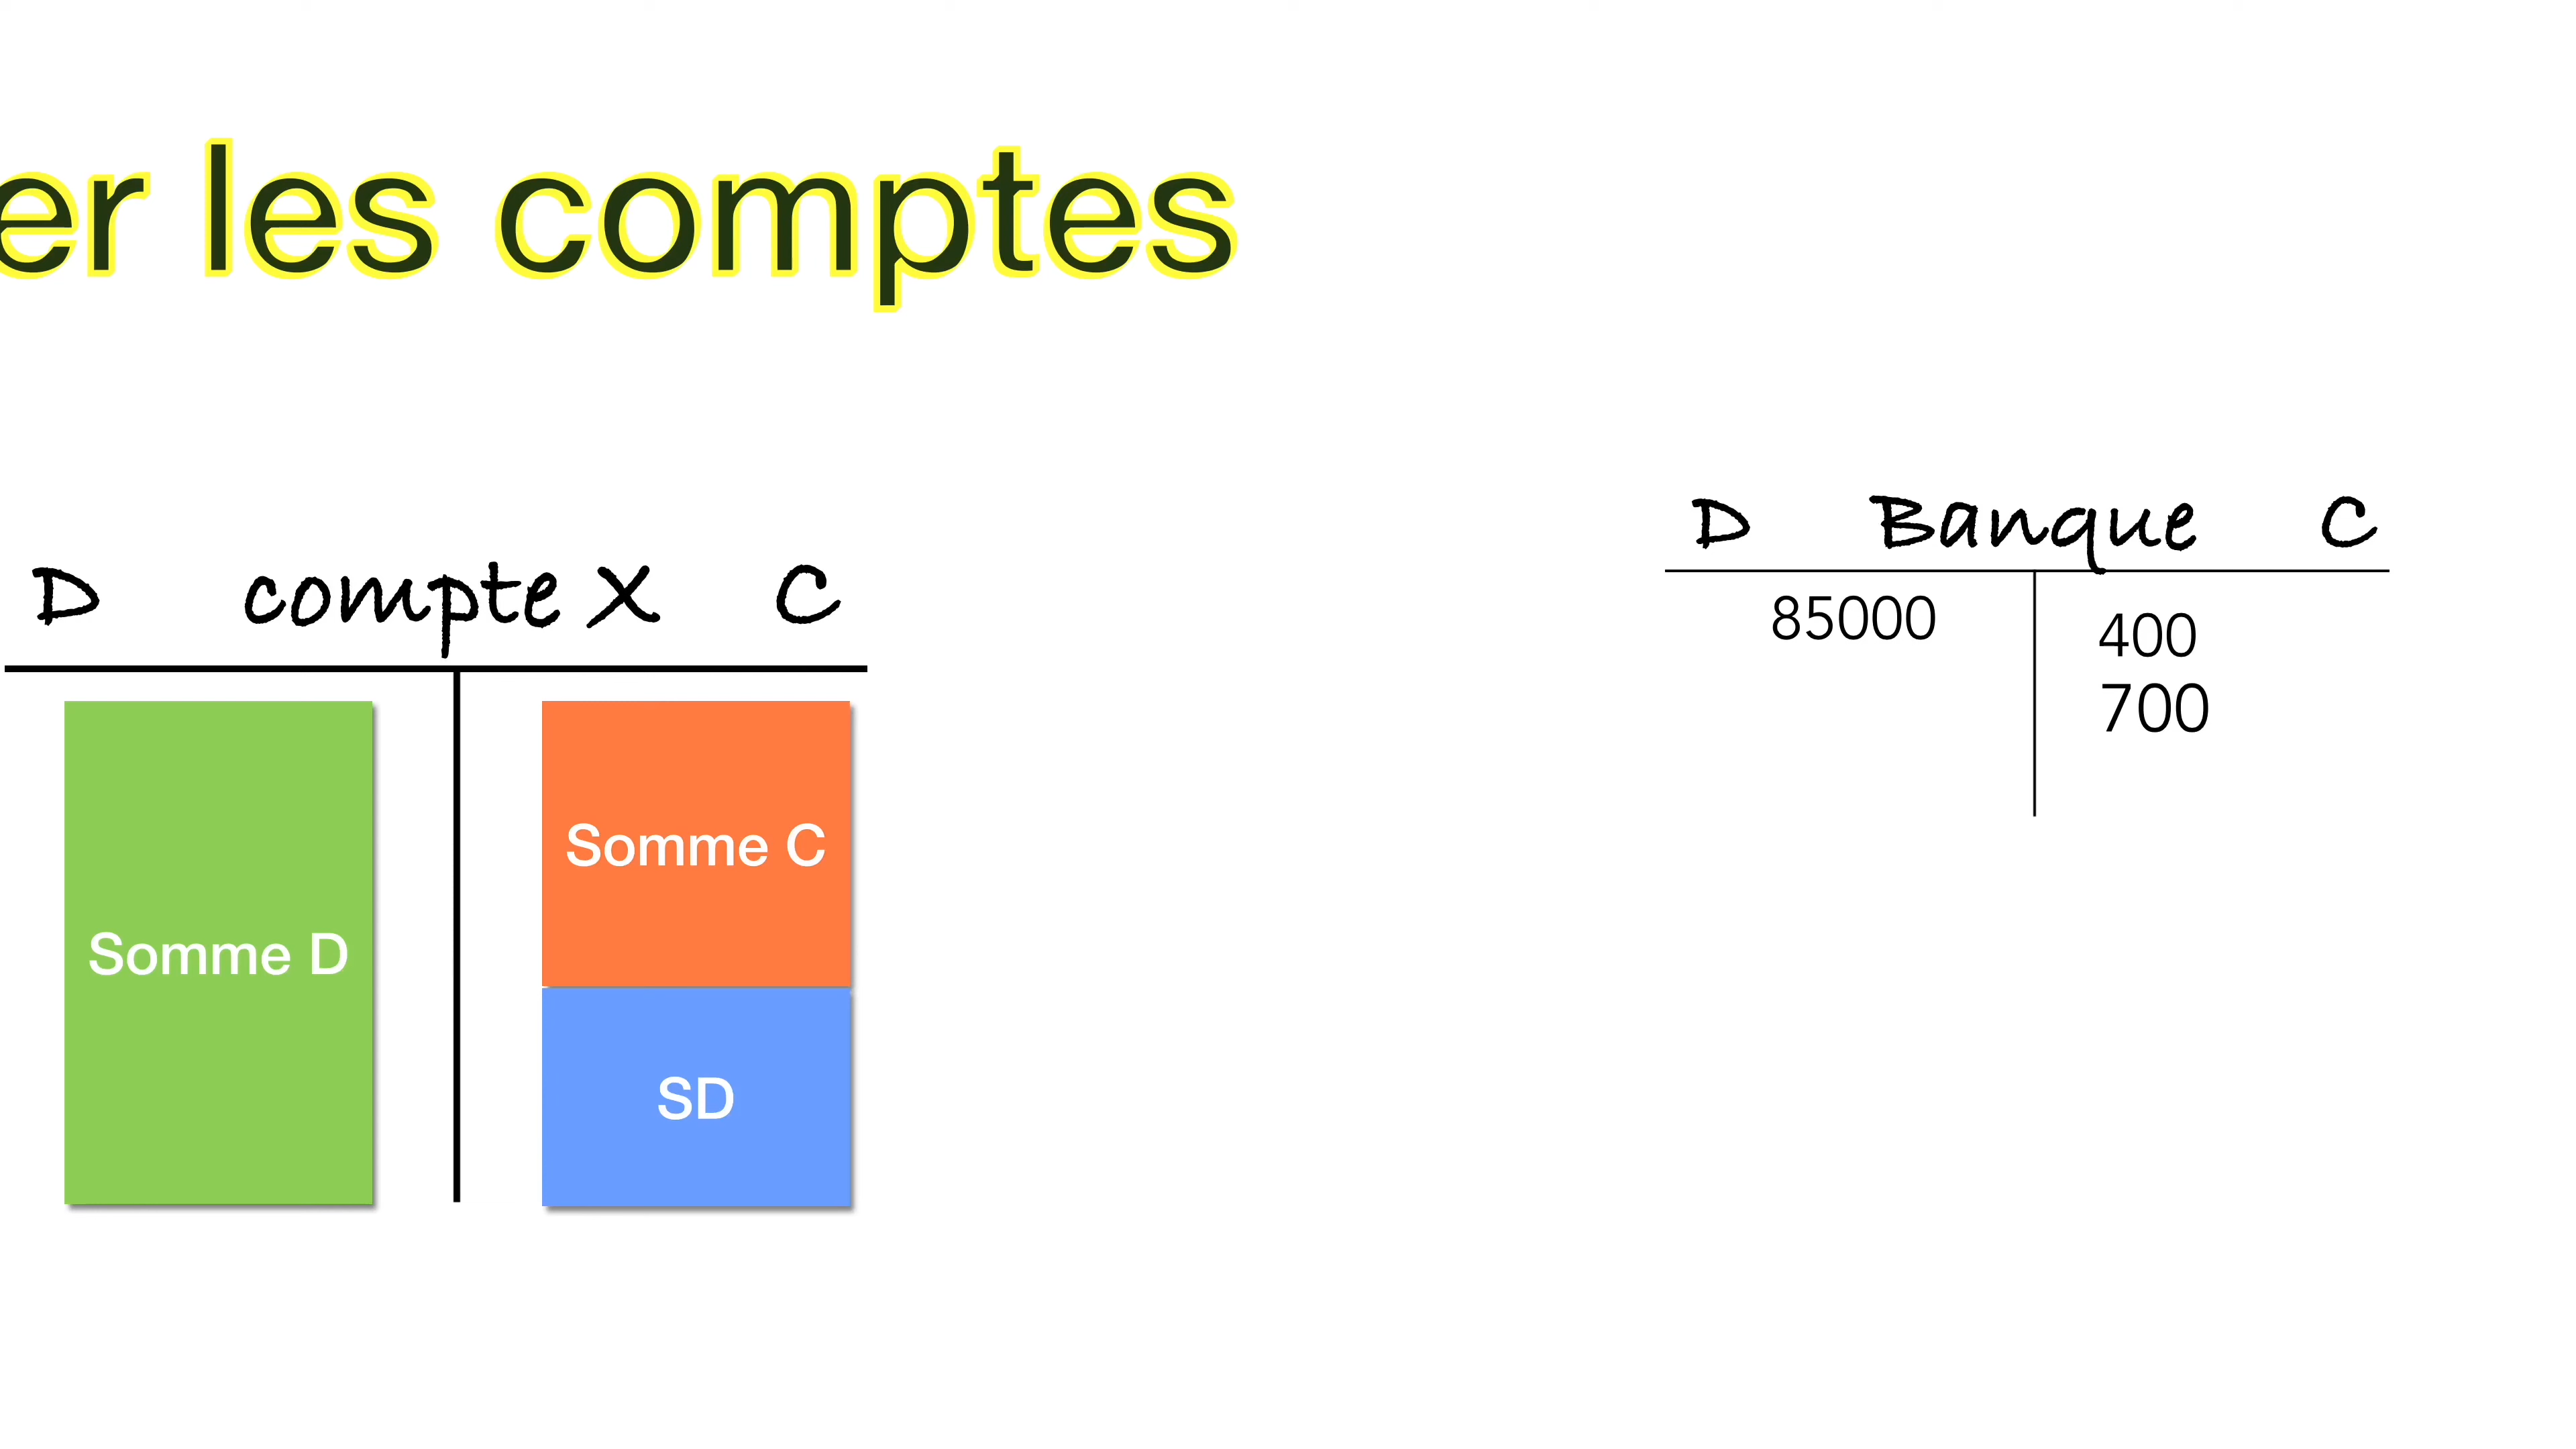 er les comptes
D compte X C
Somme D
Somme C
SD
D Banque C
85000
400
700